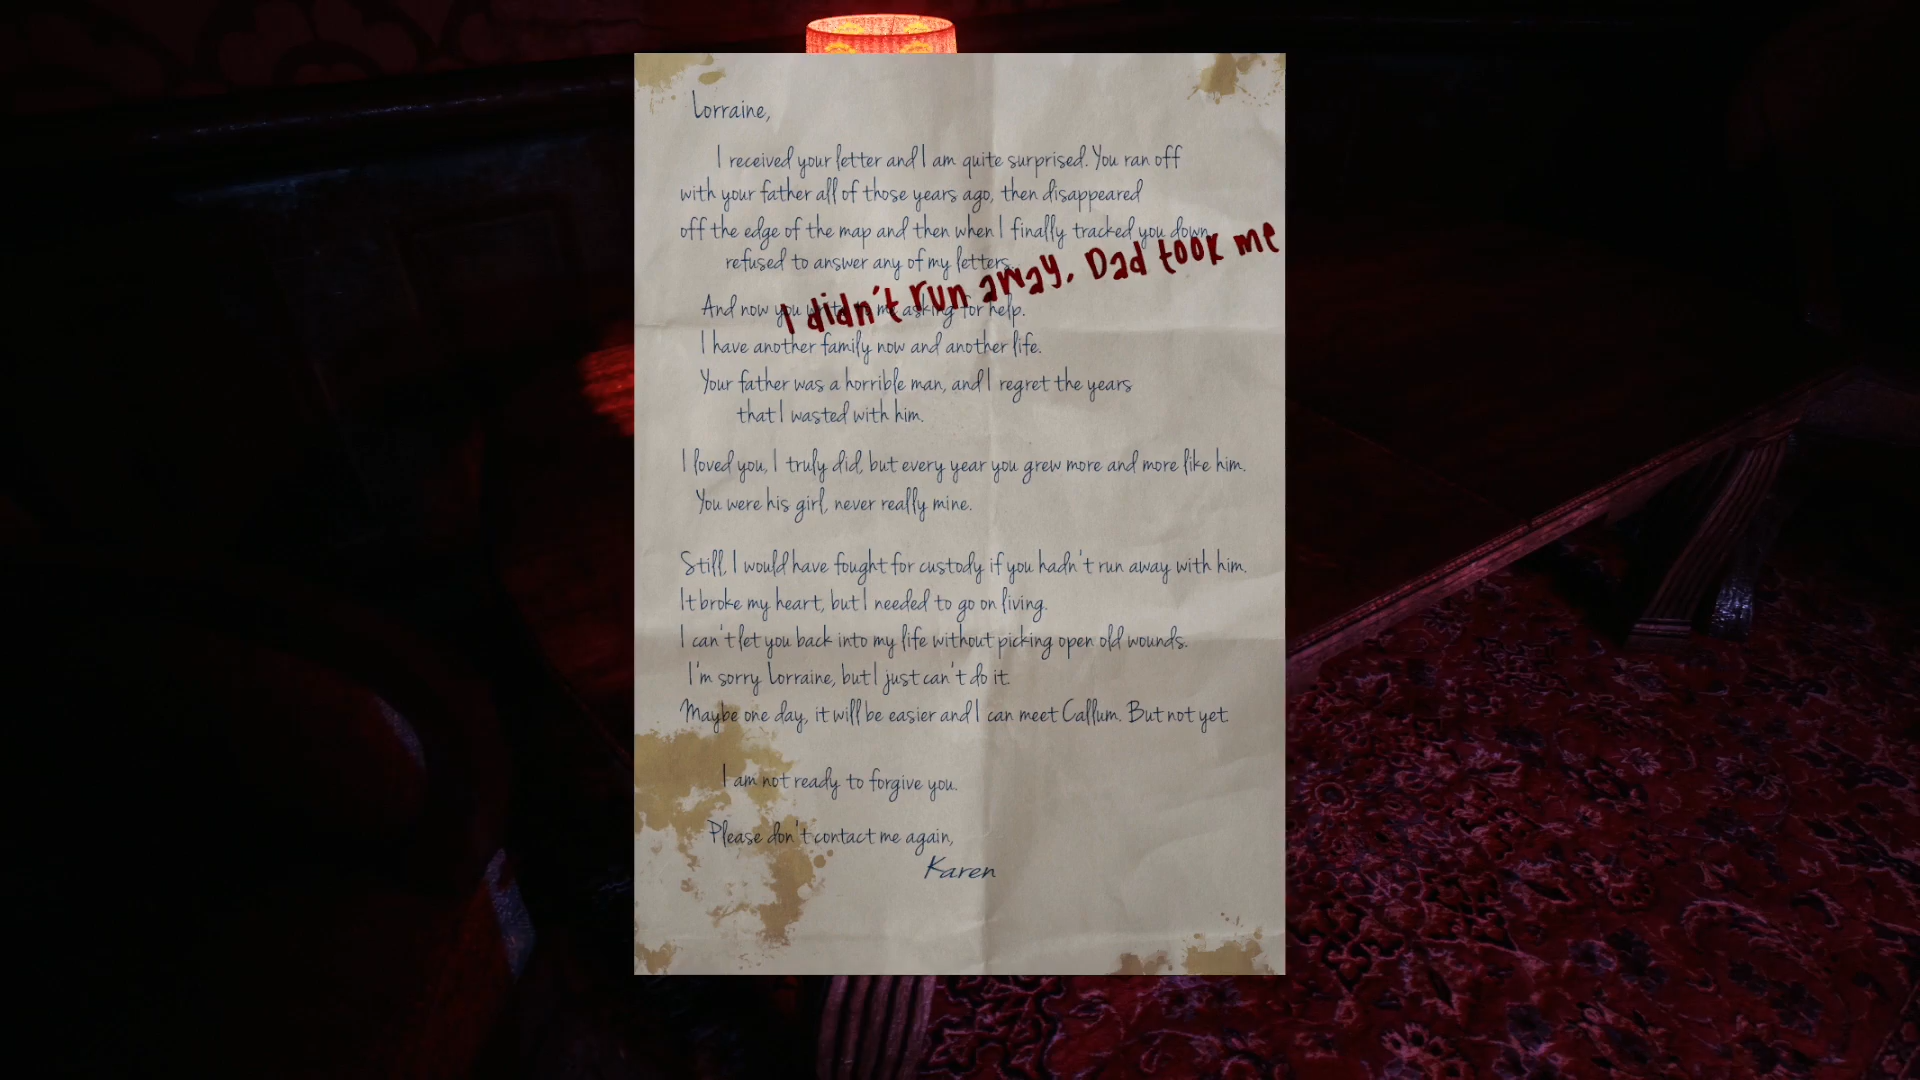 Lorraine,
I received your letter and I am quite surprised. You ran off
with your father all of those years ago, then disappeared
off the edge of the map and then when I finally tracked you down,
refused to answer any of my letters.
I didn't run away, Dad took me
And now you write to me asking for help.
I have another family now and another life.
Your father was a horrible man, and I regret the years
that I wasted with him.
I loved you, I truly did, but every year you grew more and more like him.
You were his girl, never really mine.
Still, I would have fought for custody if you hadn't run away with him.
It broke my heart, but I needed to go on living.
I can't let you back into my life without picking open old wounds.
I'm sorry Lorraine, but I just can't do it.
Maybe one day, it will be easier and I can meet Callum. But not yet.
I am not ready to forgive you.
Please don't contact me again,
Karen